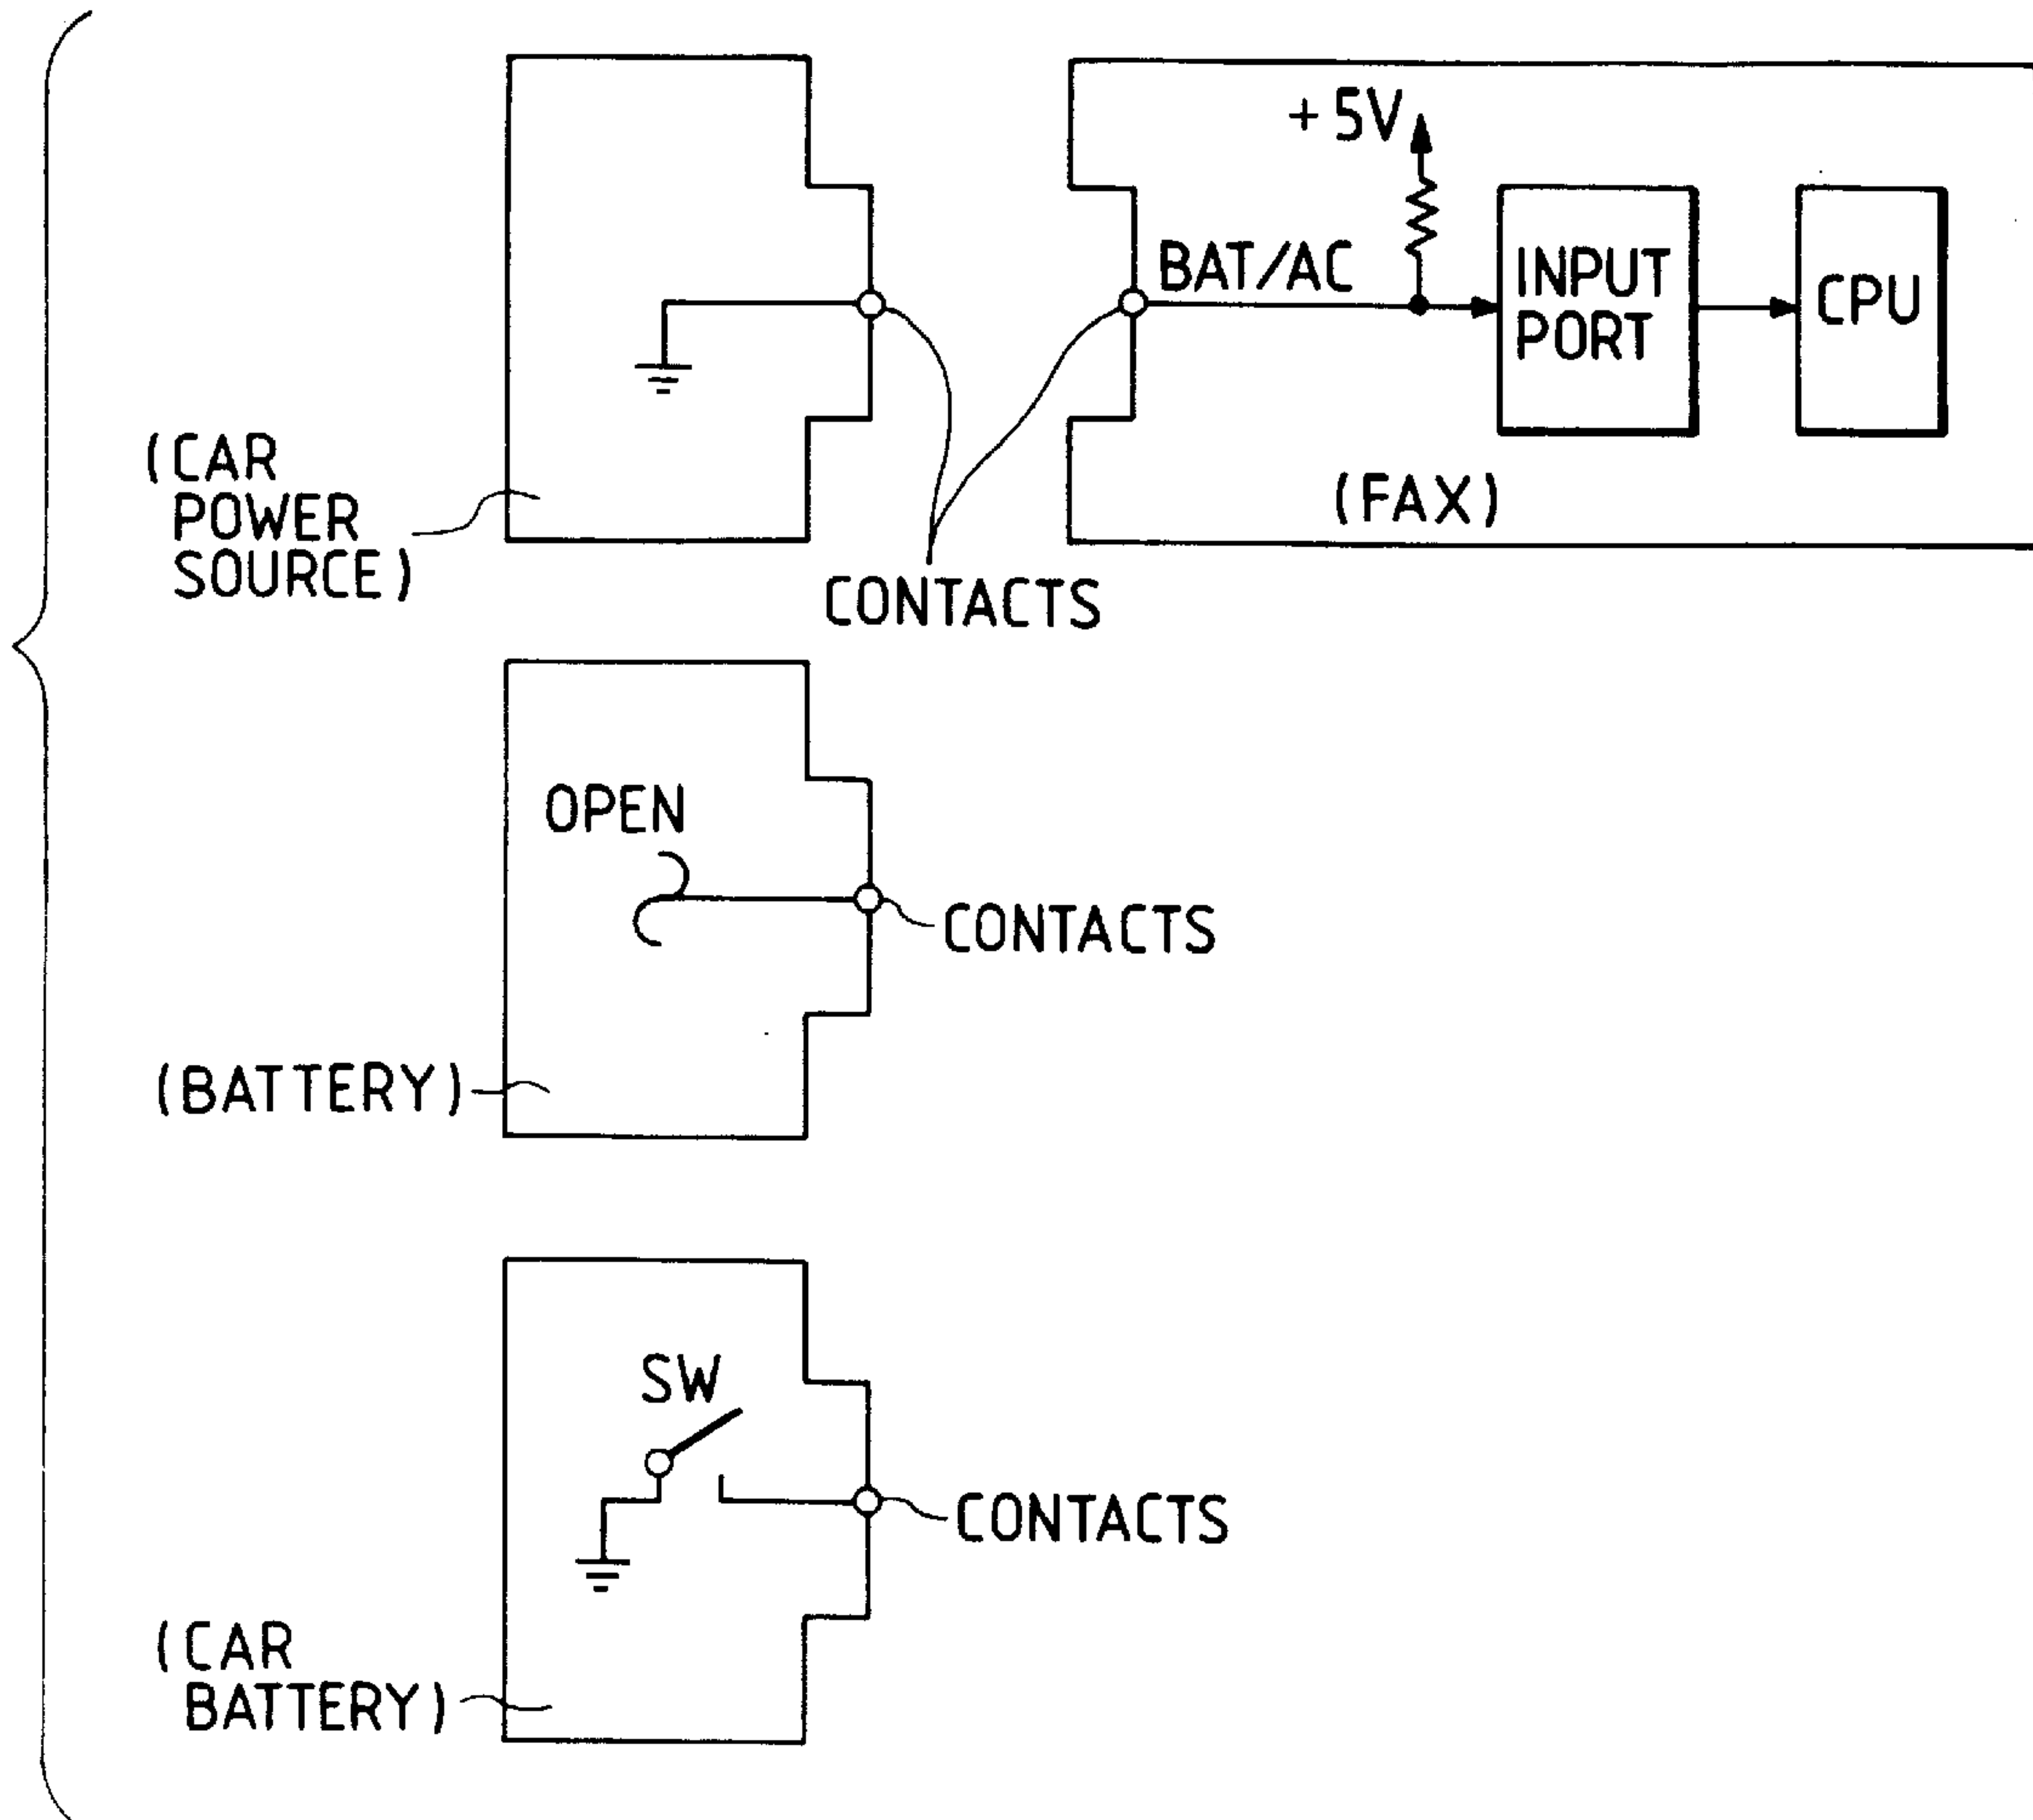 +5V
BAT/AC
INPUT
PORT
CPU
(CAR
POWER
SOURCE)
(FAX)
CONTACTS
OPEN
CONTACTS
(BATTERY)
SW
CONTACTS
(CAR
BATTERY)